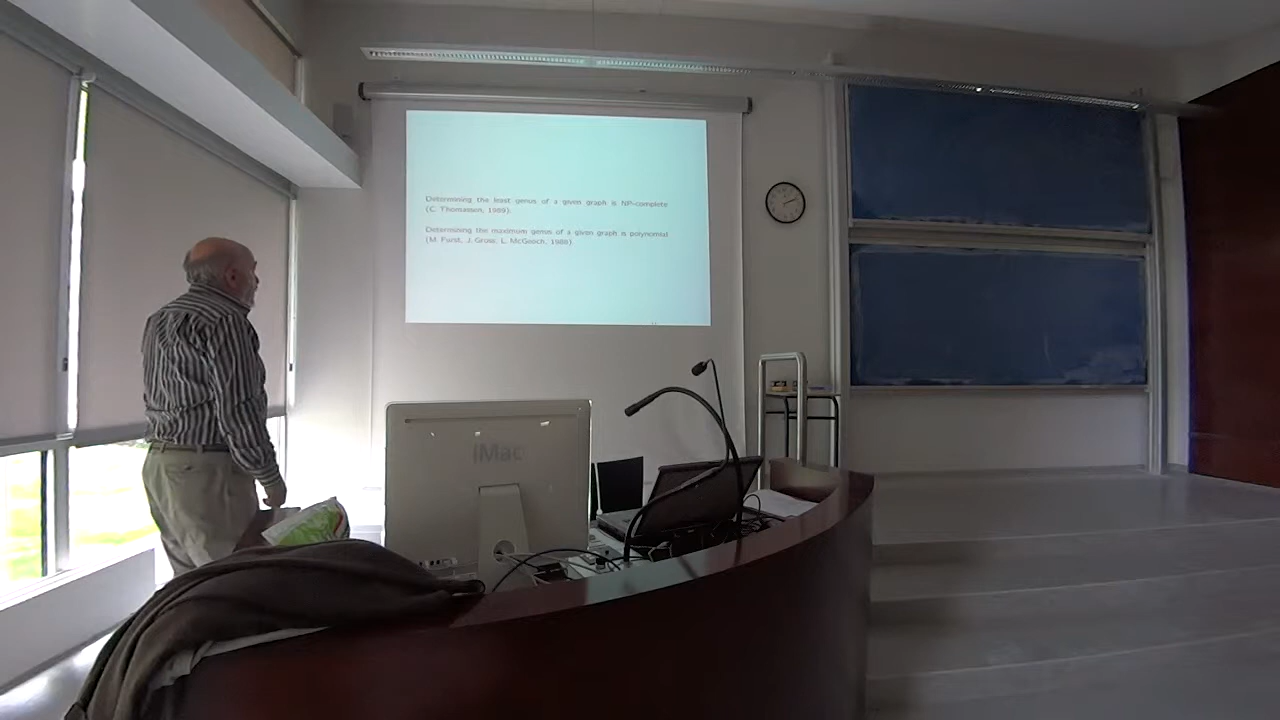 Determining the least genus of a given graph is NP-complete
(C. Thomassen, 1989).
Determining the maximum genus of a given graph is polynomial
(M. Furst, J. Gross, L. McGeoch, 1988)
iMac